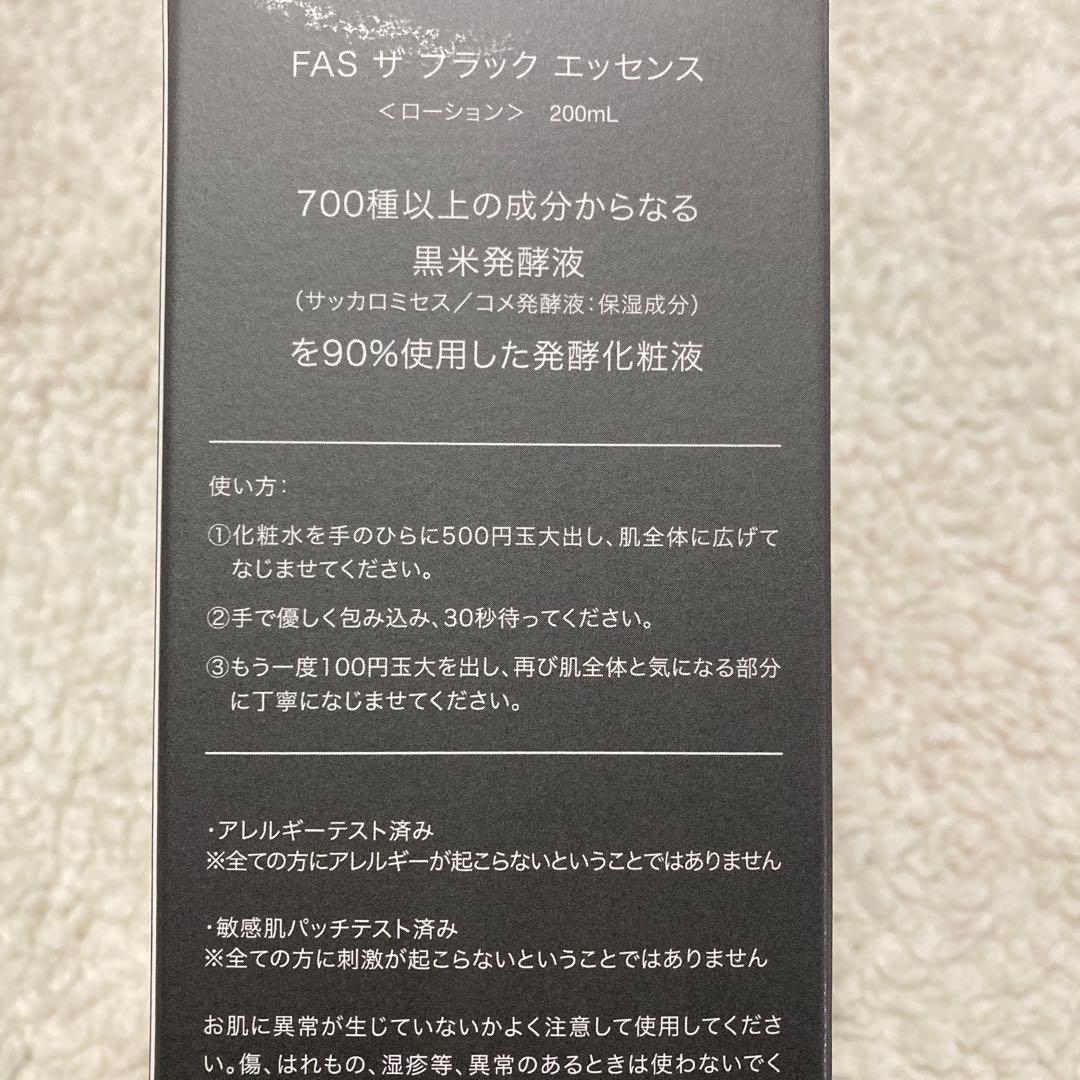 FAS ザ ブラック エッセンス
＜ローション＞ 200mL
700種以上の成分からなる
黒米発酵液
（サッカロミセス／コメ発酵液：保湿成分）
を90%使用した発酵化粧液
使い方：
①化粧水を手のひらに500円玉大出し、肌全体に広げて
なじませてください。
②手で優しく包み込み、30秒待ってください。
③もう一度100円玉大を出し、再び肌全体と気になる部分
に丁寧になじませてください。
・アレルギーテスト済み
※全ての方にアレルギーが起こらないということではありません
・敏感肌パッチテスト済み
※全ての方に刺激が起こらないということではありません
お肌に異常が生じていないかよく注意して使用してくださ
い。傷、はれもの、湿疹等、異常のあるときは使わないでく